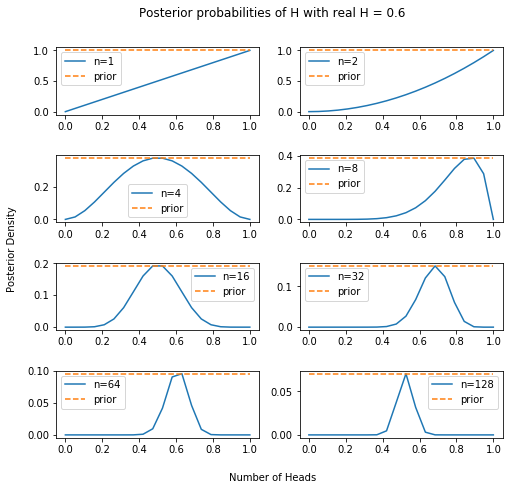 Posterior probabilities of H with real H = 0.6
1.0
0.5
0.0
n=1
prior
0.0 0.2 0.4 0.6 0.8 1.0
1.0
0.5
0.0
n=2
prior
0.0 0.2 0.4 0.6 0.8 1.0
0.2
0.0
n=4
prior
0.0 0.2 0.4 0.6 0.8 1.0
0.4
0.2
0.0
n=8
prior
0.0 0.2 0.4 0.6 0.8 1.0
Posterior Density
0.2
0.1
0.0
n=16
prior
0.0 0.2 0.4 0.6 0.8 1.0
0.1
0.0
n=32
prior
0.0 0.2 0.4 0.6 0.8 1.0
0.10
0.05
0.00
n=64
prior
0.0 0.2 0.4 0.6 0.8 1.0
0.05
0.00
n=128
prior
0.0 0.2 0.4 0.6 0.8 1.0
Number of Heads